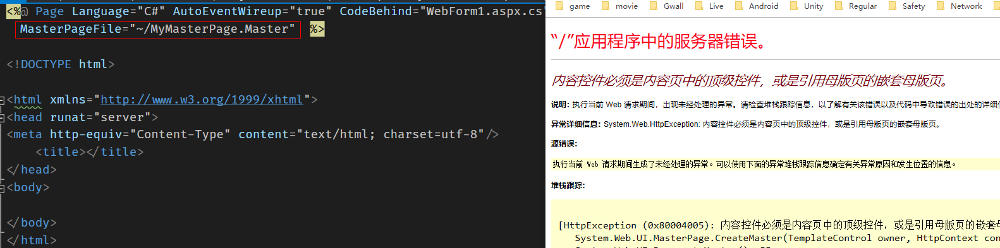 <%@ Page Language="C#" AutoEventWireup="true" CodeBehind="WebForm1.aspx.cs"
MasterPageFile="~/MyMasterPage.Master" %>
<!DOCTYPE html>
<html xmlns="http://www.w3.org/1999/xhtml">
<head runat="server">
<meta http-equiv="Content-Type" content="text/html; charset=utf-8"/>
<title></title>
</head>
<body>
</body>
</html>
game movie Gwall Live Android Unity Regular Safety Network
“/”应用程序中的服务器错误。
内容控件必须是内容页中的顶级控件，或是引用母版页的嵌套母版页。
说明: 执行当前 Web 请求期间，出现未经处理的异常。请检查堆栈跟踪信息，以了解有关该错误以及代码中导致错误的出处的详细
异常详细信息: System.Web.HttpException: 内容控件必须是内容页中的顶级控件，或是引用母版页的嵌套母版页。
源错误:
执行当前 Web 请求期间生成了未经处理的异常。可以使用下面的异常堆栈跟踪信息确定有关异常原因和发生位置的信息。
堆栈跟踪:
[HttpException (0x80004005): 内容控件必须是内容页中的顶级控件，或是引用母版页的嵌套
System.Web.UI.MasterPage.CreateMaster(TemplateControl owner, HttpContext con